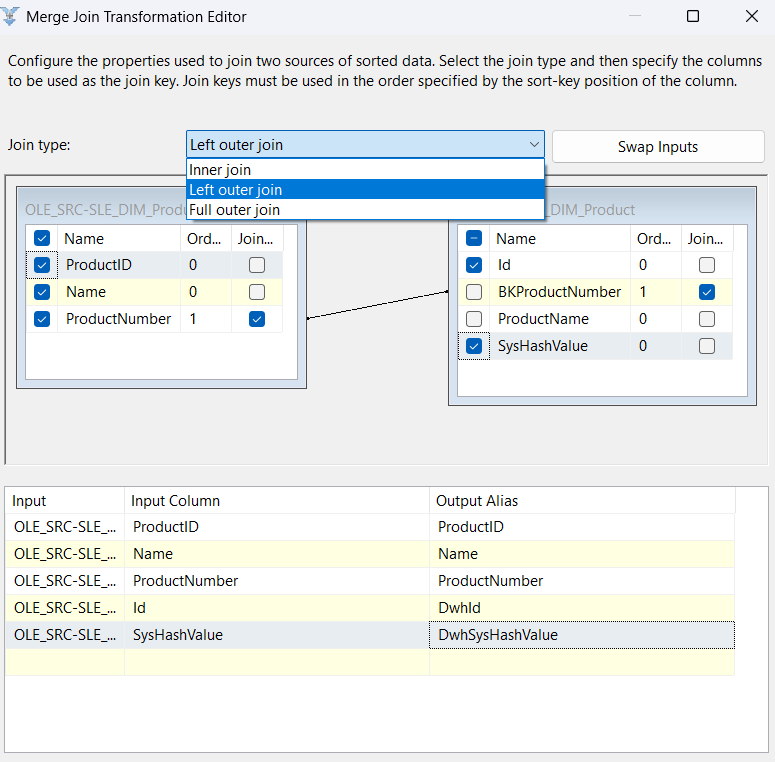 Merge Join Transformation Editor
Configure the properties used to join two sources of sorted data. Select the join type and then specify the columns
to be used as the join key. Join keys must be used in the order specified by the sort-key position of the column.
Join type:
Left outer join
Swap Inputs
Inner join
Left outer join
Full outer join
OLE_SRC-SLE_DIM_Produ
_DIM_Product
Name Ord... Join...
ProductID 0
Name 0
ProductNumber 1
Name Ord... Join...
Id 0
BKProductNumber 1
ProductName 0
SysHashValue 0
Input Input Column Output Alias
OLE_SRC-SLE_... ProductID ProductID
OLE_SRC-SLE_... Name Name
OLE_SRC-SLE_... ProductNumber ProductNumber
OLE_SRC-SLE_... Id DwhId
OLE_SRC-SLE_... SysHashValue DwhSysHashValue